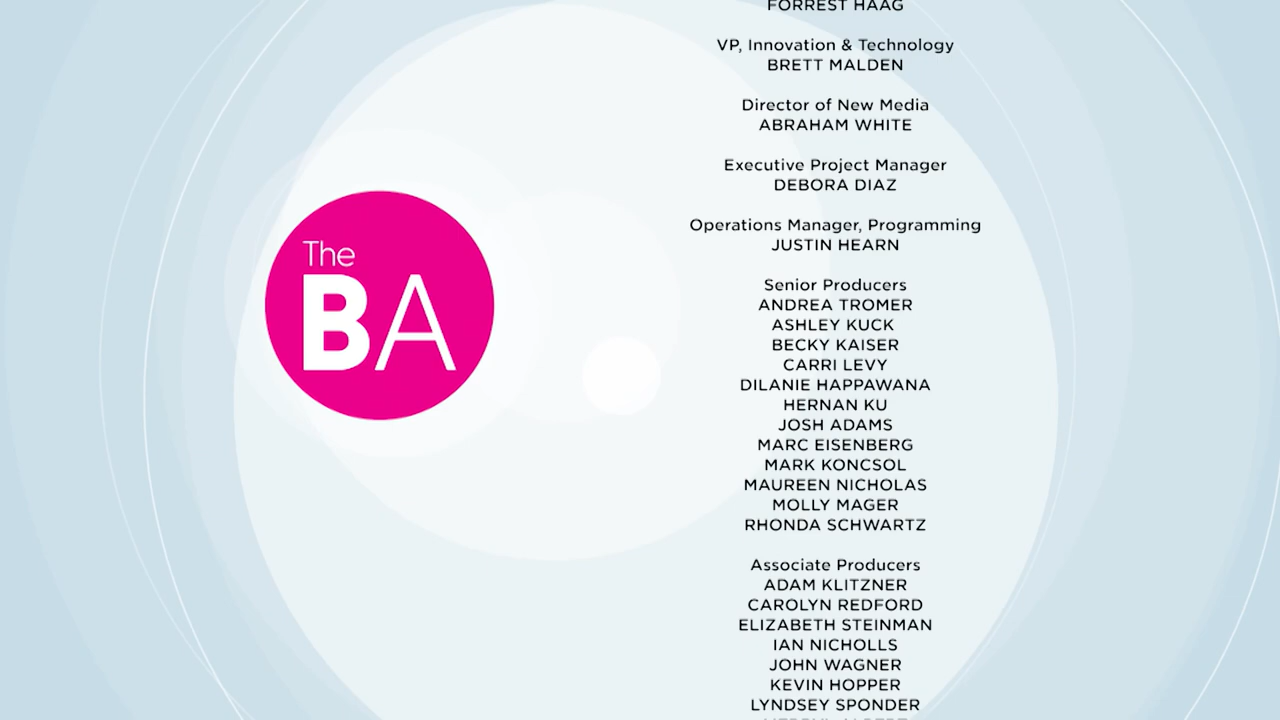 The
BA
FORREST HAAG
VP, Innovation & Technology
BRETT MALDEN
Director of New Media
ABRAHAM WHITE
Executive Project Manager
DEBORA DIAZ
Operations Manager, Programming
JUSTIN HEARN
Senior Producers
ANDREA TROMER
ASHLEY KUCK
BECKY KAISER
CARRI LEVY
DILANIE HAPPAWANA
HERNAN KU
JOSH ADAMS
MARC EISENBERG
MARK KONCSOL
MAUREEN NICHOLAS
MOLLY MAGER
RHONDA SCHWARTZ
Associate Producers
ADAM KLITZNER
CAROLYN REDFORD
ELIZABETH STEINMAN
IAN NICHOLLS
JOHN WAGNER
KEVIN HOPPER
LYNDSEY SPONDER